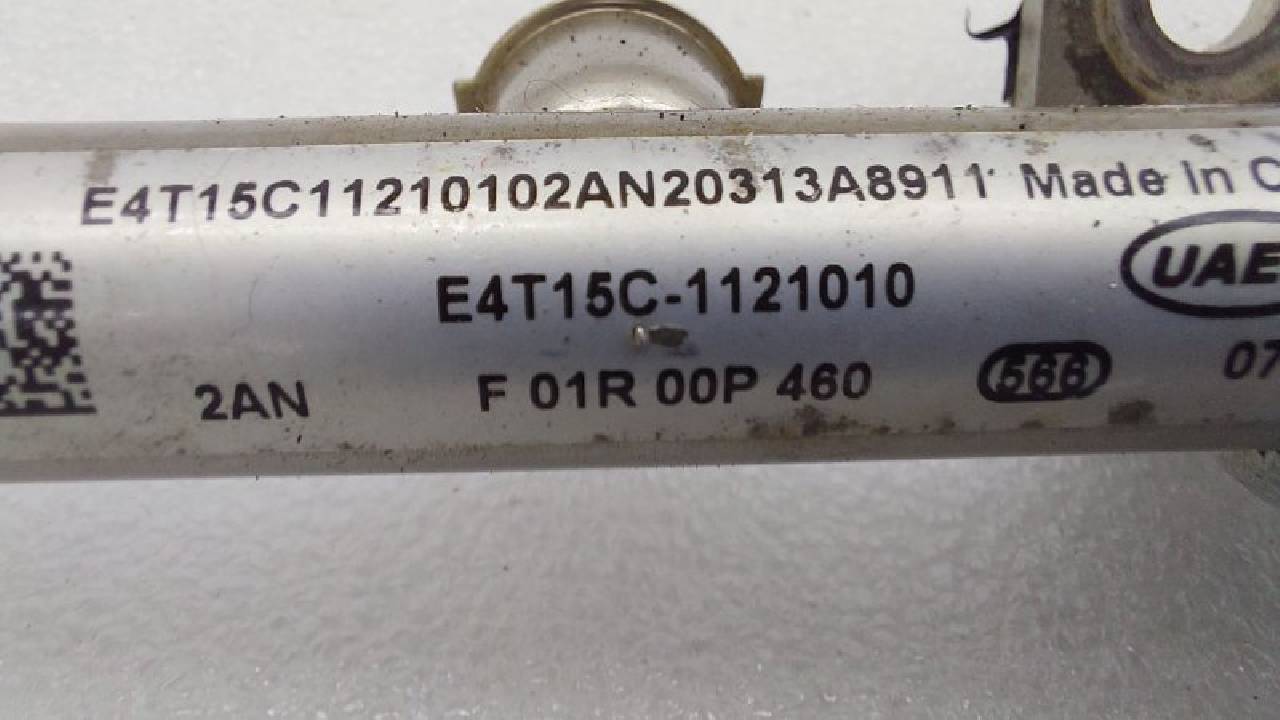 E4T15C11210102AN20313A8911 Made In C
UAE
E4T15C-1121010
2AN F 01R 00P 460 566 07